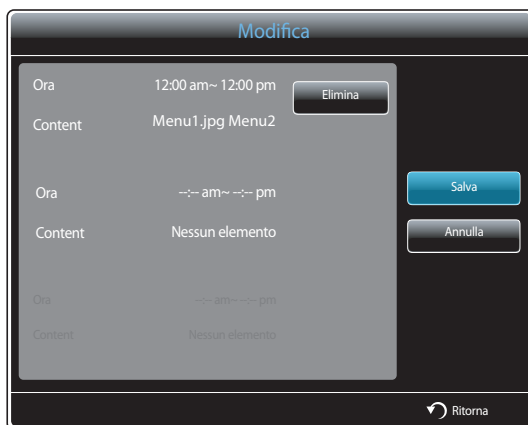 Modifica
Ora 12:00 am~ 12:00 pm Elimina
Content Menu1.jpg Menu2
Salva
Ora --:-- am~ --:-- pm
Content Nessun elemento Annulla
Ora --:-- am~ --:-- pm
Content Nessun elemento
Ritorna